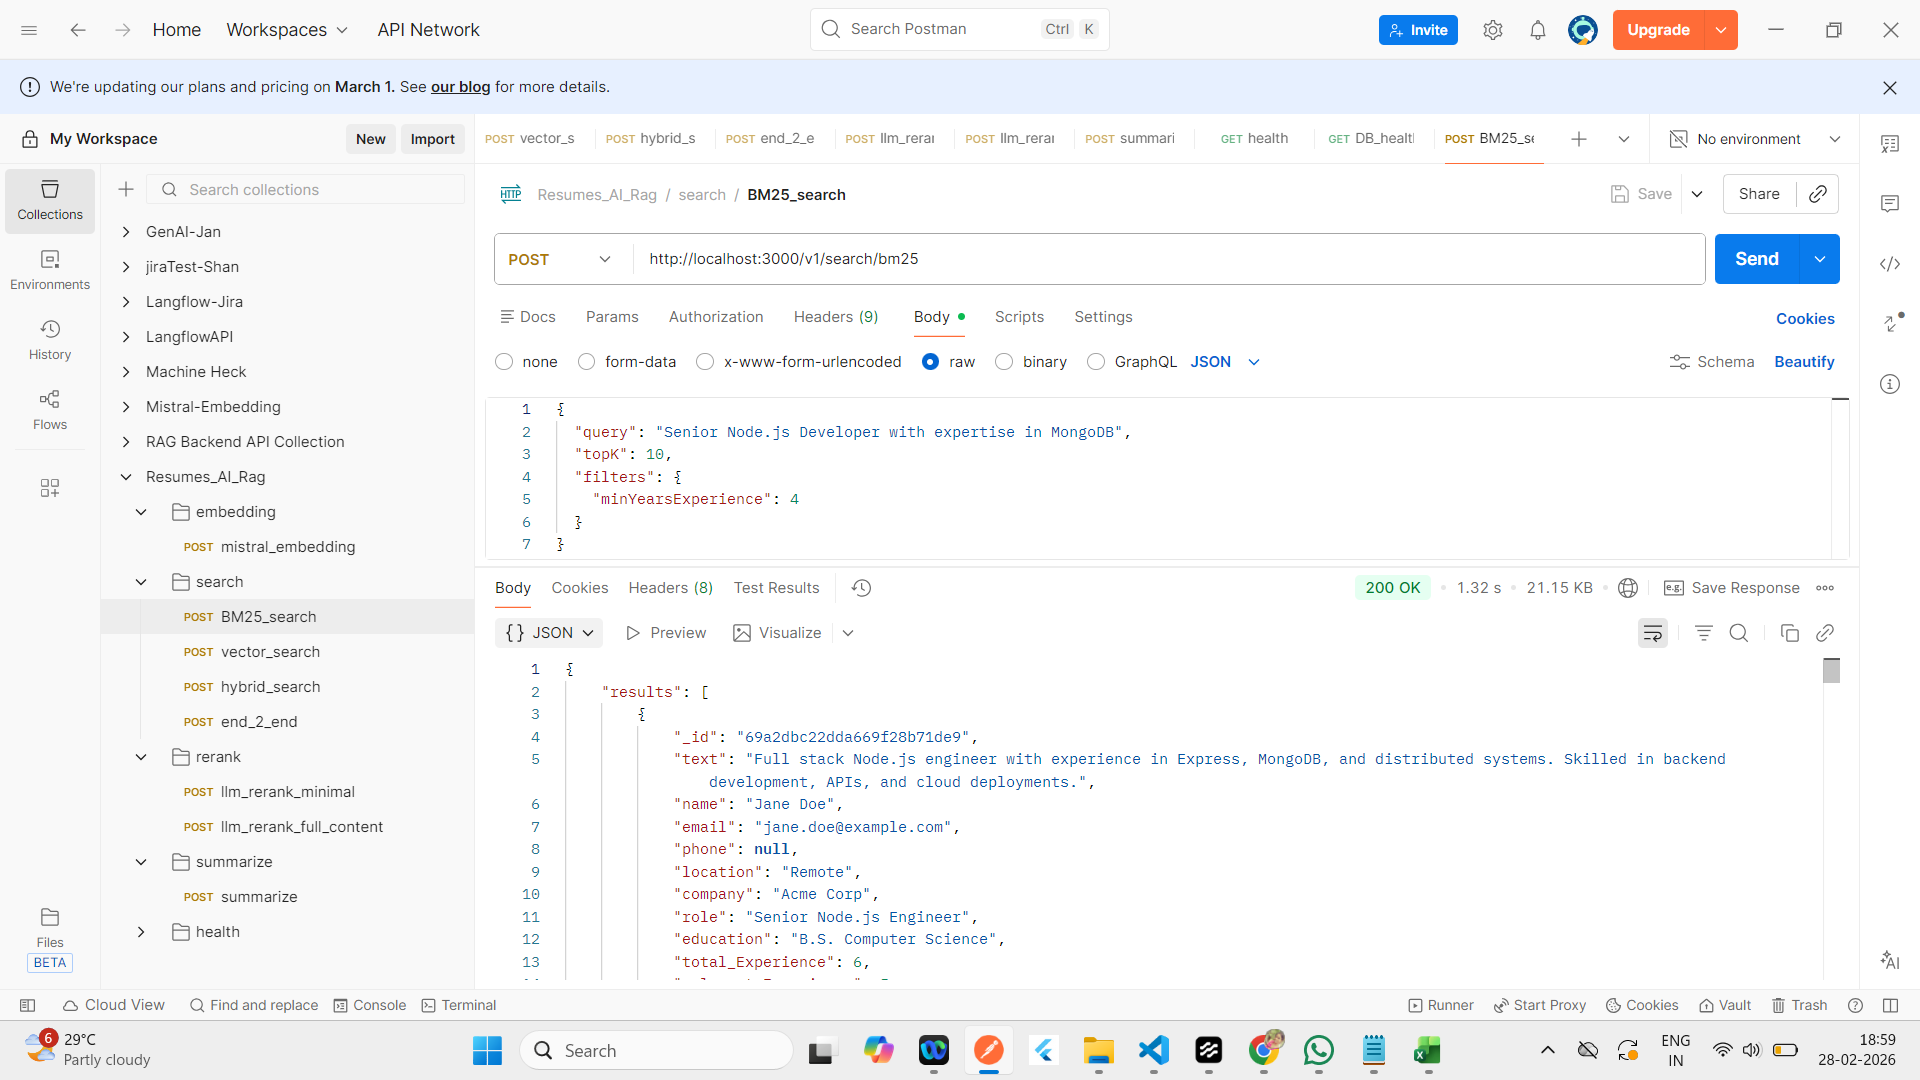 Home
Workspaces
API Network
Search Postman
Ctrl K
Invite
Upgrade
We're updating our plans and pricing on March 1. See our blog for more details.
My Workspace
New
Import
POST vector_s
POST hybrid_s
POST end_2_e
POST llm_rerar
POST llm_rerar
POST summari
GET health
GET DB_healt
POST BM25_se
No environment
Collections
Environments
History
Flows
Files
BETA
Search collections
GenAI-Jan
jiraTest-Shan
Langflow-Jira
LangflowAPI
Machine Heck
Mistral-Embedding
RAG Backend API Collection
Resumes_AI_Rag
embedding
POST mistral_embedding
search
POST BM25_search
POST vector_search
POST hybrid_search
POST end_2_end
rerank
POST llm_rerank_minimal
POST llm_rerank_full_content
summarize
POST summarize
health
HTTP Resumes_AI_Rag / search / BM25_search
Save
Share
POST
http://localhost:3000/v1/search/bm25
Send
Docs Params Authorization Headers (9) Body Scripts Settings
Cookies
none form-data x-www-form-urlencoded raw binary GraphQL JSON
Schema Beautify
1 {
2 "query": "Senior Node.js Developer with expertise in MongoDB",
3 "topK": 10,
4 "filters": {
5 "minYearsExperience": 4
6 }
7 }
Body Cookies Headers (8) Test Results
200 OK 1.32 s 21.15 KB
e.g. Save Response
{} JSON Preview Visualize
1 {
2 "results": [
3 {
4 "_id": "69a2dbc22dda669f28b71de9",
5 "text": "Full stack Node.js engineer with experience in Express, MongoDB, and distributed systems. Skilled in backend
development, APIs, and cloud deployments.",
6 "name": "Jane Doe",
7 "email": "jane.doe@example.com",
8 "phone": null,
9 "location": "Remote",
10 "company": "Acme Corp",
11 "role": "Senior Node.js Engineer",
12 "education": "B.S. Computer Science",
13 "total_Experience": 6,
Cloud View Find and replace Console Terminal
Runner Start Proxy Cookies Vault Trash
AI
6
29°C
Partly cloudy
Search
ENG
IN
18:59
28-02-2026